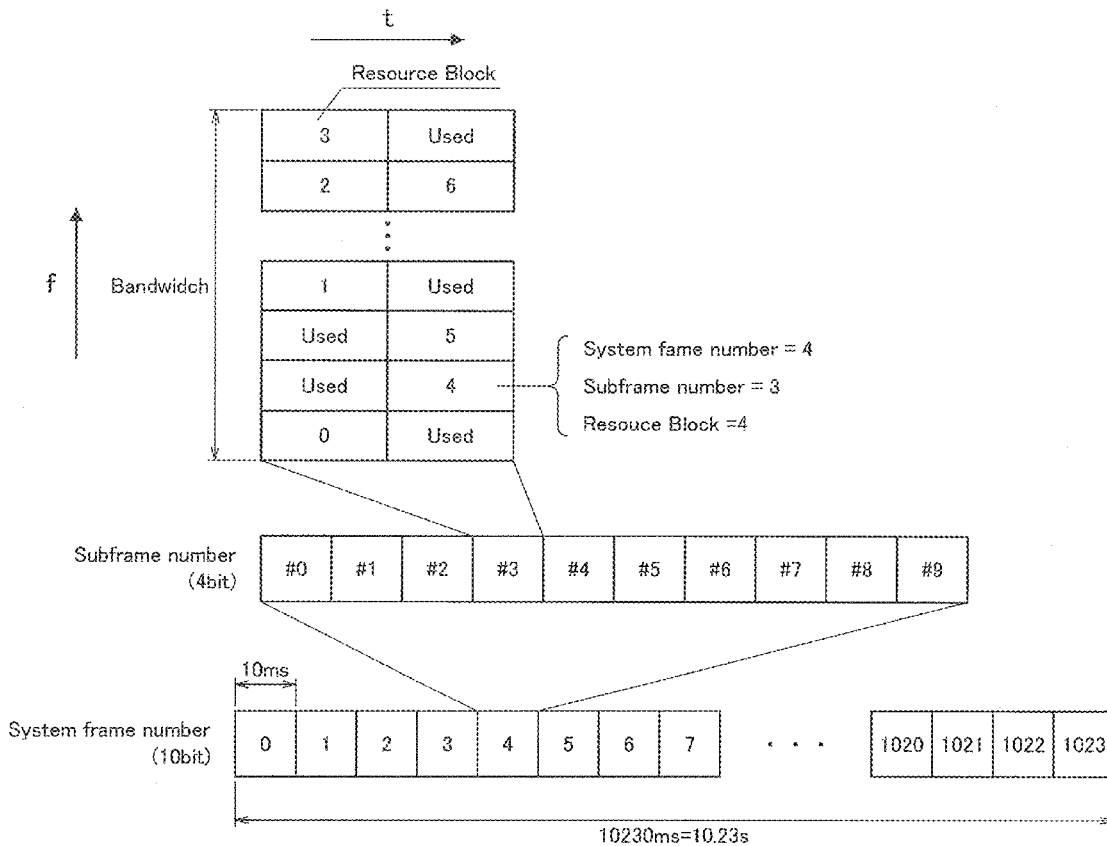 t
Resource Block
3 Used
2 6
f
Bandwidch
1 Used
Used 5
Used 4
0 Used
System fame number = 4
Subframe number = 3
Resouce Block =4
Subframe number
(4bit)
#0 #1 #2 #3 #4 #5 #6 #7 #8 #9
10ms
System frame number
(10bit)
0 1 2 3 4 5 6 7 · · · 1020 1021 1022 1023
10230ms=10.23s